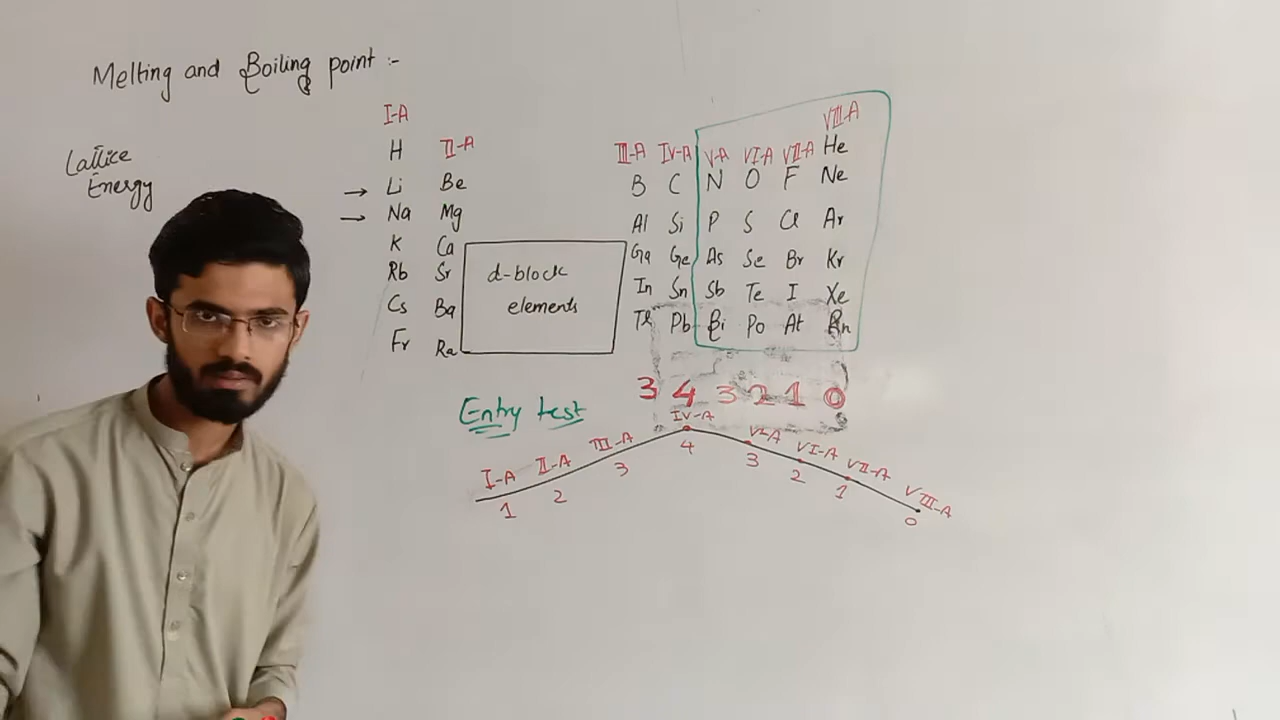 Melting and Boiling point :-
Lattice
Energy
I-A
H II-A
→ Li Be
→ Na Mg
K Ca
Rb Sr
Cs Ba
Fr Ra
d-block
elements
VIII-A
III-A IV-A V-A VI-A VII-A He
B C N O F Ne
Al Si P S Cl Ar
Ga Ge As Se Br Kr
In Sn Sb Te I Xe
Tl Pb Bi Po At Rn
3 4 3 2 1 0
Entry test
I-A II-A III-A IV-A V-A VI-A VII-A VIII-A
1 2 3 4 3 2 1 0